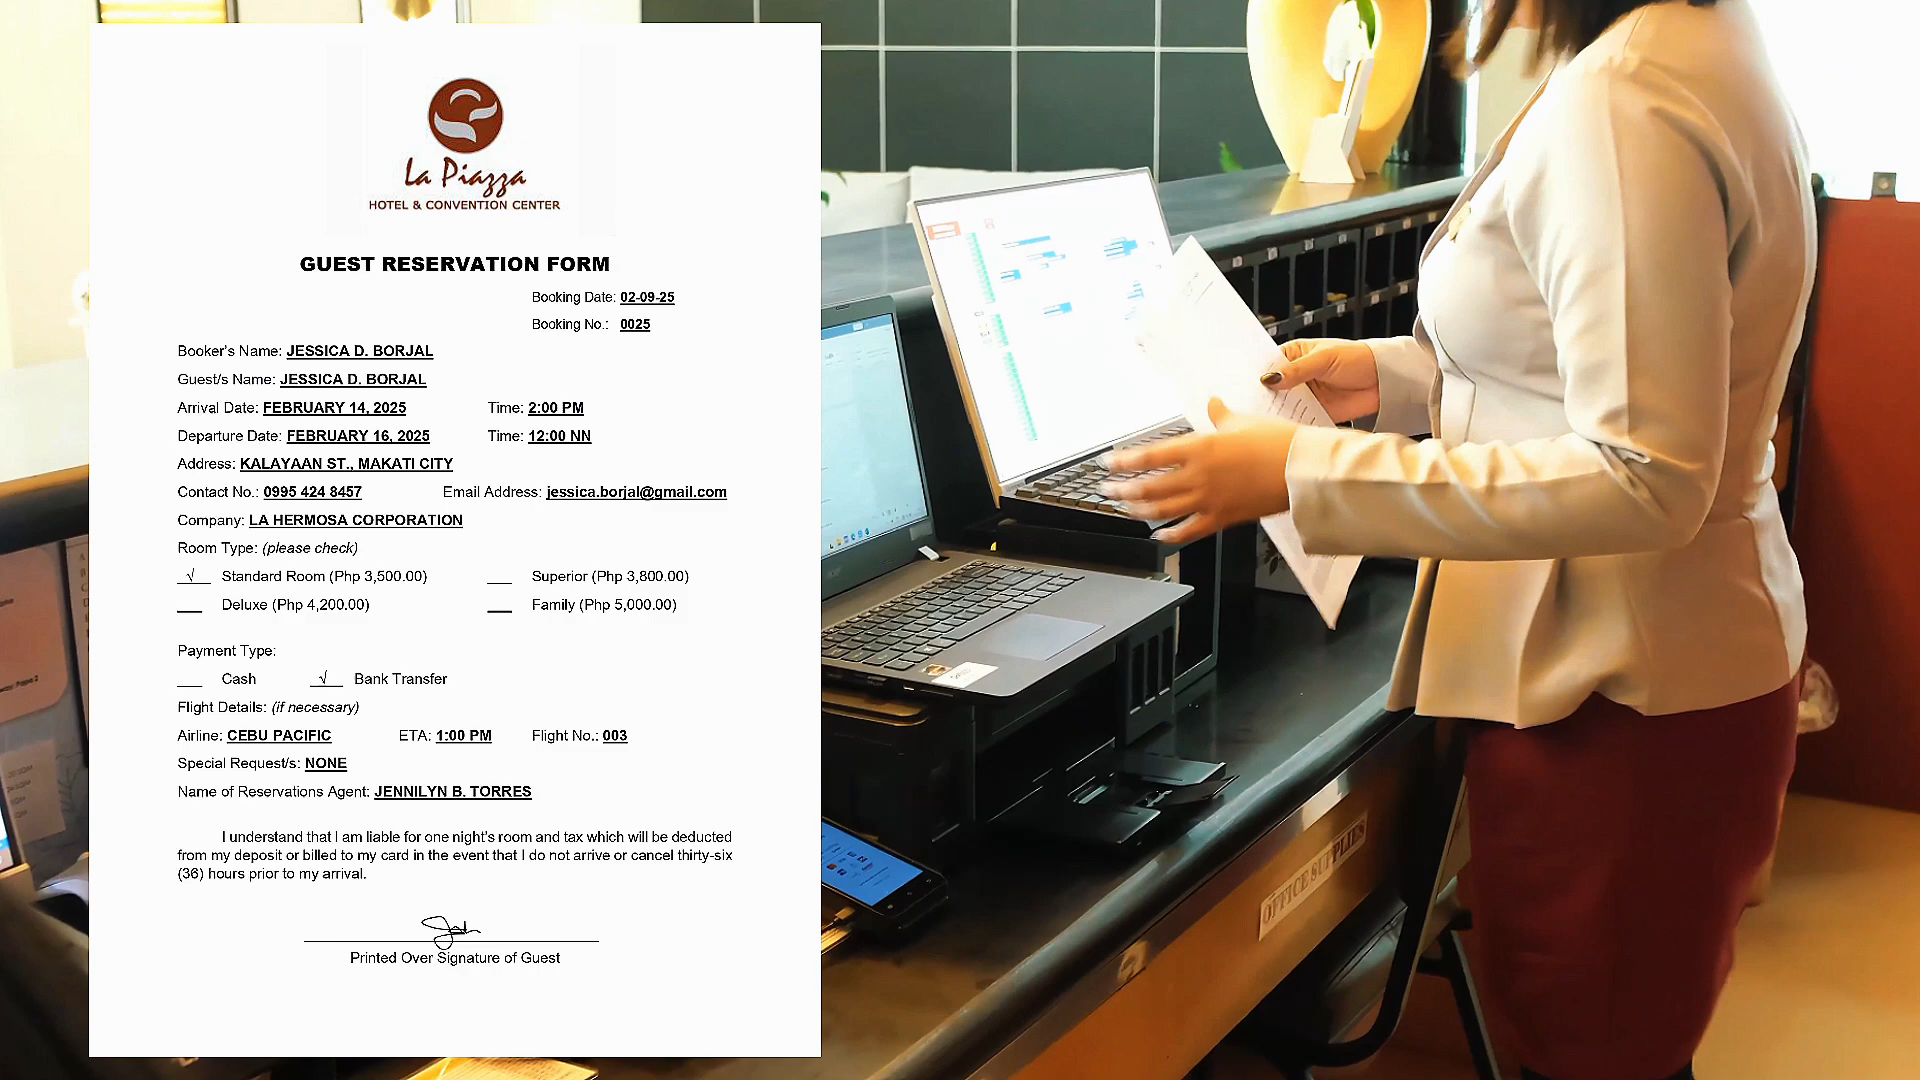 La Piazza
HOTEL & CONVENTION CENTER
GUEST RESERVATION FORM
Booking Date: 02-09-25
Booking No.: 0025
Booker's Name: JESSICA D. BORJAL
Guest/s Name: JESSICA D. BORJAL
Arrival Date: FEBRUARY 14, 2025 Time: 2:00 PM
Departure Date: FEBRUARY 16, 2025 Time: 12:00 NN
Address: KALAYAAN ST., MAKATI CITY
Contact No.: 0995 424 8457 Email Address: jessica.borjal@gmail.com
Company: LA HERMOSA CORPORATION
Room Type: (please check)
√ Standard Room (Php 3,500.00) ___ Superior (Php 3,800.00)
___ Deluxe (Php 4,200.00) ___ Family (Php 5,000.00)
Payment Type:
___ Cash √ Bank Transfer
Flight Details: (if necessary)
Airline: CEBU PACIFIC ETA: 1:00 PM Flight No.: 003
Special Request/s: NONE
Name of Reservations Agent: JENNILYN B. TORRES
I understand that I am liable for one night's room and tax which will be deducted
from my deposit or billed to my card in the event that I do not arrive or cancel thirty-six
(36) hours prior to my arrival.
Printed Over Signature of Guest
OFFICE SUPPLIES